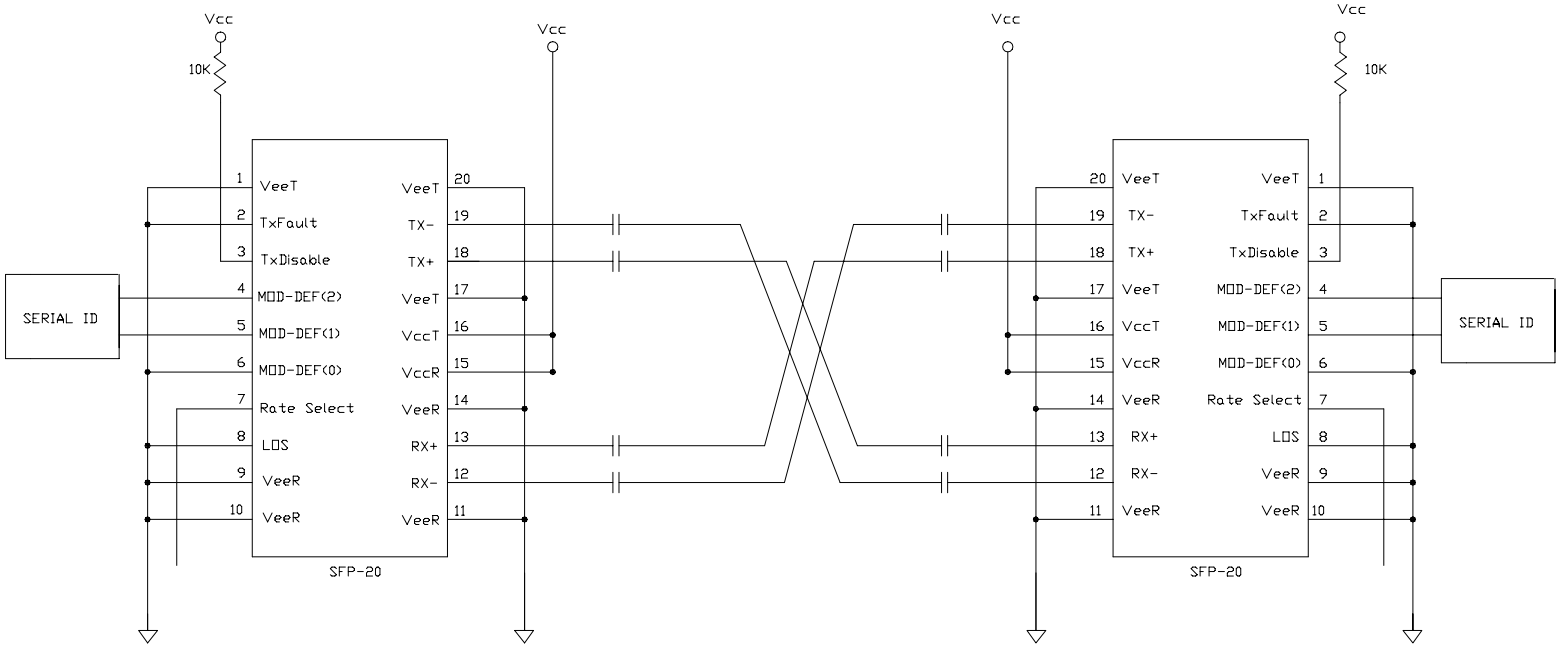 Vcc
10K
Vcc
Vcc
Vcc
10K
1 VeeT VeeT 20
2 TxFault TX- 19
3 TxDisable TX+ 18
4 MOD-DEF(2) VeeT 17
5 MOD-DEF(1) VccT 16
6 MOD-DEF(0) VccR 15
7 Rate Select VeeR 14
8 LOS RX+ 13
9 VeeR RX- 12
10 VeeR VeeR 11
SERIAL ID
SFP-20
20 VeeT VeeT 1
19 TX- TxFault 2
18 TX+ TxDisable 3
17 VeeT MOD-DEF(2) 4
16 VccT MOD-DEF(1) 5
15 VccR MOD-DEF(0) 6
14 VeeR Rate Select 7
13 RX+ LOS 8
12 RX- VeeR 9
11 VeeR VeeR 10
SERIAL ID
SFP-20